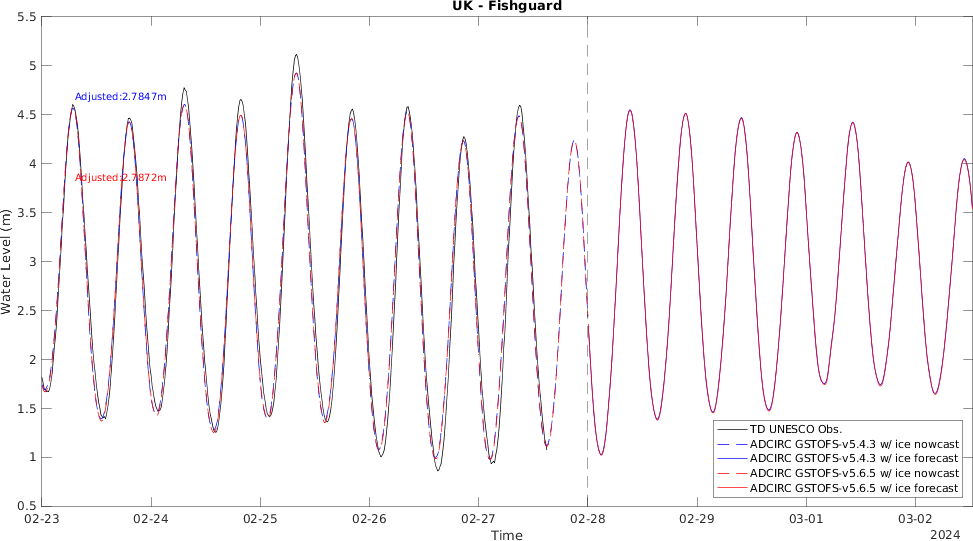 UK - Fishguard
5.5
5
4.5
4
3.5
3
2.5
2
1.5
1
0.5
Water Level (m)
Adjusted:2.7847m
Adjusted:2.7872m
TD UNESCO Obs.
ADCIRC GSTOFS-v5.4.3 w/ ice nowcast
ADCIRC GSTOFS-v5.4.3 w/ ice forecast
ADCIRC GSTOFS-v5.6.5 w/ ice nowcast
ADCIRC GSTOFS-v5.6.5 w/ ice forecast
02-23 02-24 02-25 02-26 02-27 02-28 02-29 03-01 03-02
Time
2024